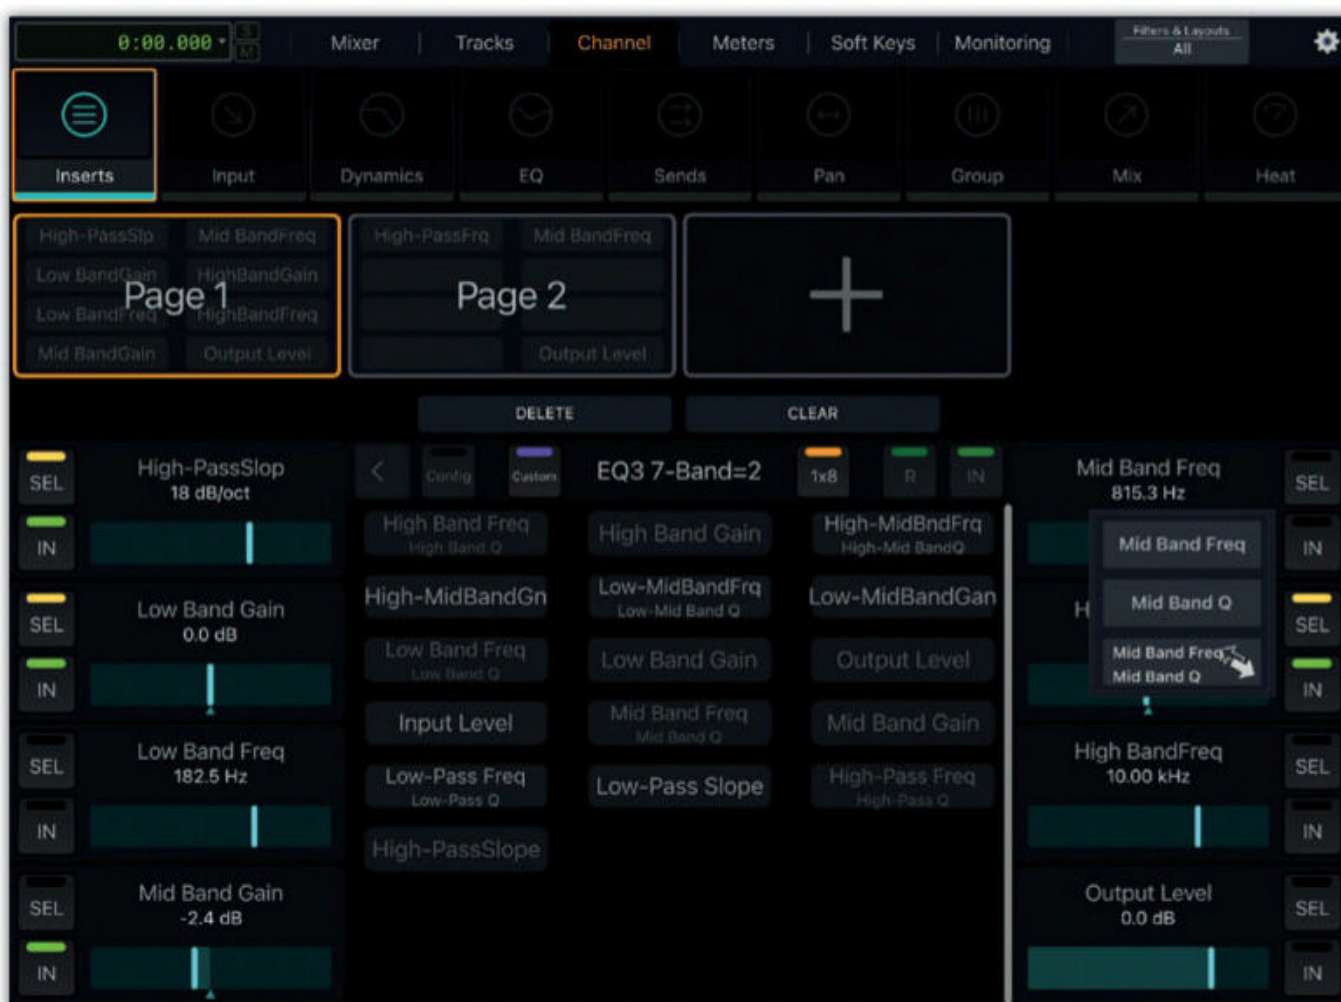 0:00.000
S
M
Mixer
Tracks
Channel
Meters
Soft Keys
Monitoring
Filters & Layouts
All
Inserts
Input
Dynamics
EQ
Sends
Pan
Group
Mix
Heat
High-PassSlp Mid BandFreq
Low BandGain HighBandGain
Page 1
Low BandFreq HighBandFreq
Mid BandGain Output Level
High-PassFrq Mid BandFreq
Page 2
Output Level
DELETE
CLEAR
SEL
High-PassSlop
18 dB/oct
IN
SEL
Low Band Gain
0.0 dB
IN
SEL
Low Band Freq
182.5 Hz
IN
SEL
Mid Band Gain
-2.4 dB
IN
Config
Custom
EQ3 7-Band=2
1x8
R
IN
High Band Freq
High Band Q
High Band Gain
High-MidBndFrq
High-Mid BandQ
High-MidBandGn
Low-MidBandFrq
Low-Mid Band Q
Low-MidBandGan
Low Band Freq
Low Band Q
Low Band Gain
Output Level
Input Level
Mid Band Freq
Mid Band Q
Mid Band Gain
Low-Pass Freq
Low-Pass Q
Low-Pass Slope
High-Pass Freq
High-Pass Q
High-PassSlope
Mid Band Freq
815.3 Hz
SEL
IN
Mid Band Freq
Mid Band Q
Mid Band Freq
Mid Band Q
H
SEL
IN
High BandFreq
10.00 kHz
SEL
IN
Output Level
0.0 dB
SEL
IN